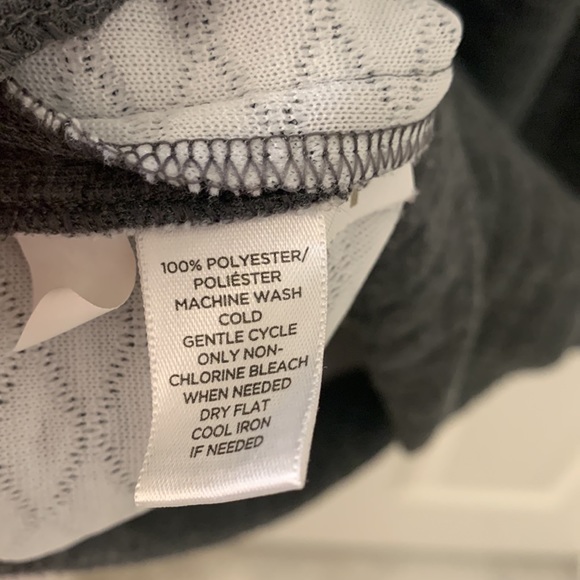 100% POLYESTER/
POLIÉSTER
MACHINE WASH
COLD
GENTLE CYCLE
ONLY NON-
CHLORINE BLEACH
WHEN NEEDED
DRY FLAT
COOL IRON
IF NEEDED